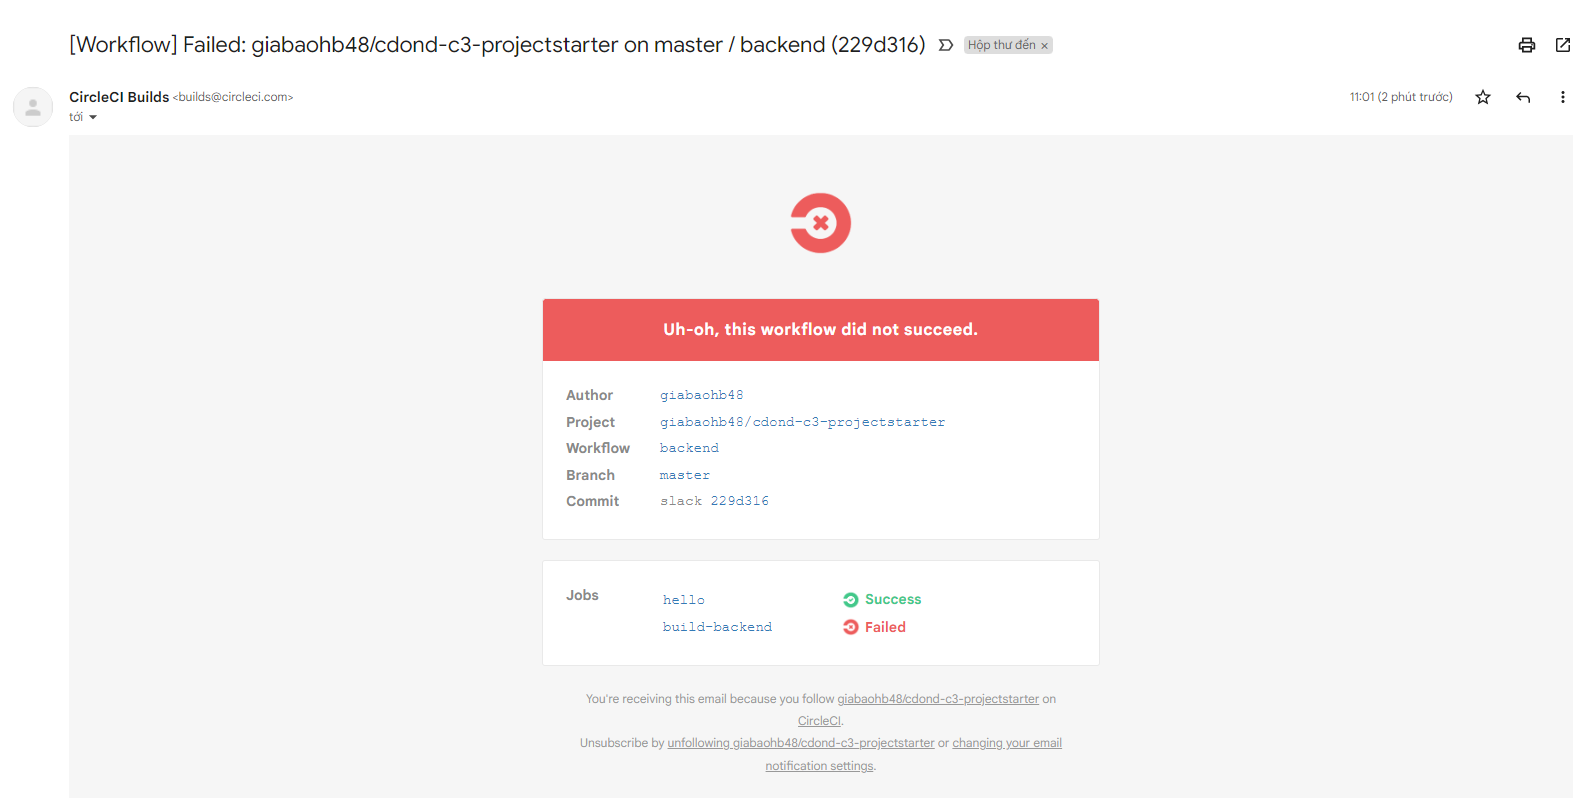 [Workflow] Failed: giabaohb48/cdond-c3-projectstarter on master / backend (229d316) Hộp thư đến ×
CircleCI Builds <builds@circleci.com> 11:01 (2 phút trước)
tới
Uh-oh, this workflow did not succeed.
Author giabaohb48
Project giabaohb48/cdond-c3-projectstarter
Workflow backend
Branch master
Commit slack 229d316
Jobs
hello Success
build-backend Failed
You're receiving this email because you follow giabaohb48/cdond-c3-projectstarter on
CircleCI.
Unsubscribe by unfollowing giabaohb48/cdond-c3-projectstarter or changing your email
notification settings.